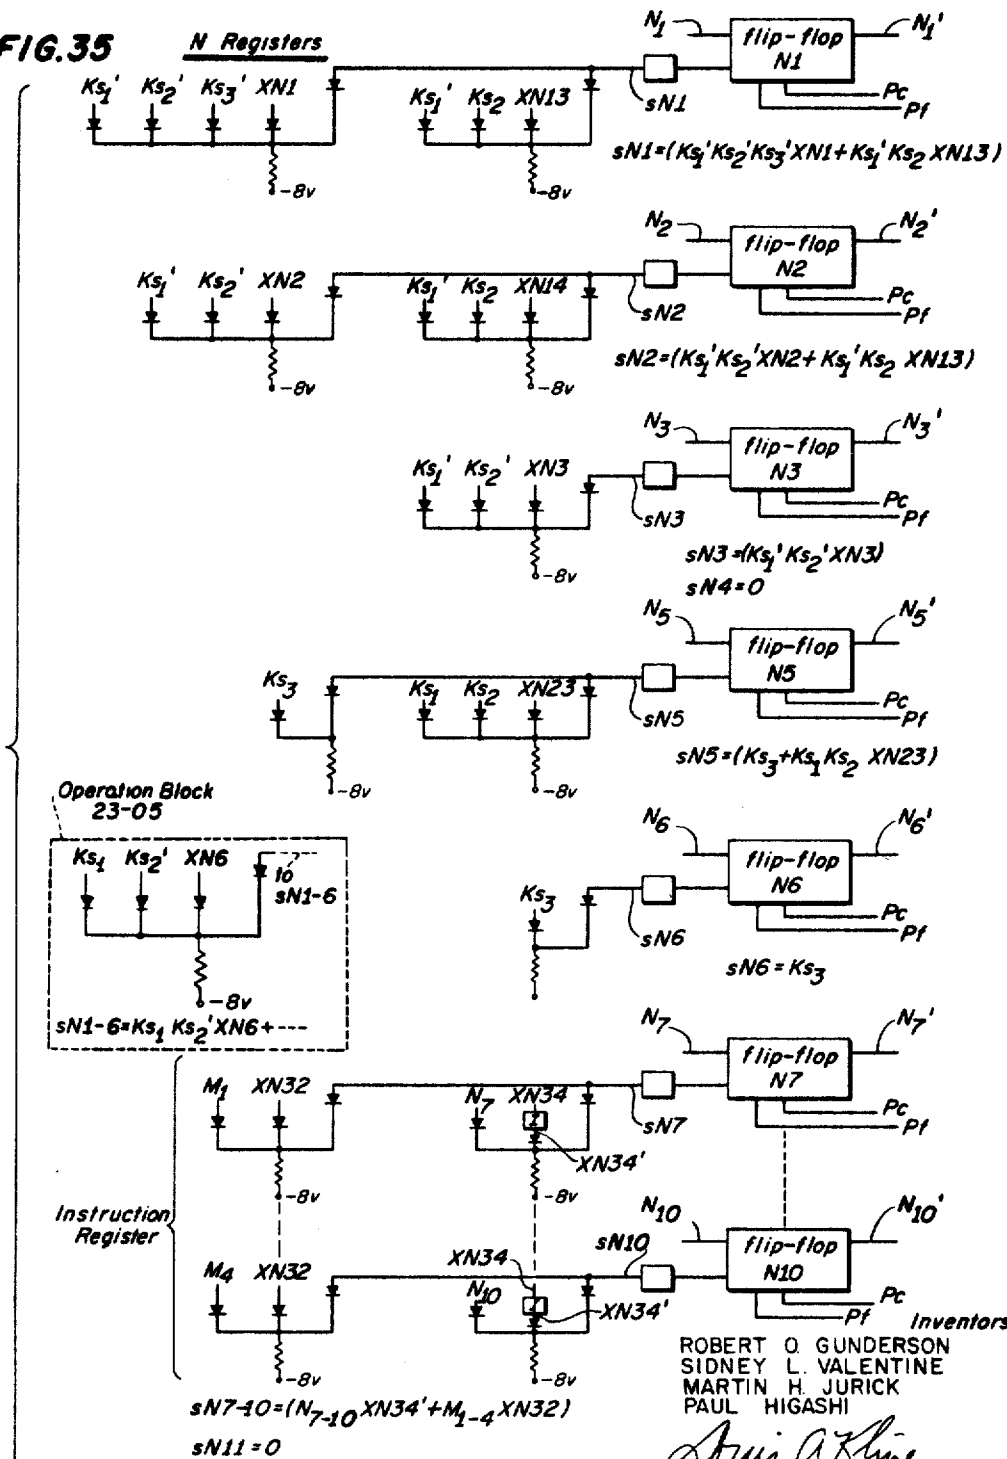 FIG.35 N Registers
N1 flip-flop N1 N1'
Ks1' Ks2' Ks3' XN1 Ks1' Ks2 XN13 sN1 Pc
Pf
sN1=(Ks1'Ks2'Ks3'XN1+Ks1'Ks2 XN13)
-8v -8v
N2 flip-flop N2 N2'
Ks1' Ks2' XN2 Ks1' Ks2 XN14 sN2 Pc
Pf
sN2=(Ks1'Ks2'XN2+Ks1'Ks2 XN13)
-8v -8v
N3 flip-flop N3 N3'
Ks1' Ks2' XN3 sN3 Pc
Pf
sN3=(Ks1'Ks2'XN3)
-8v
sN4=0
N5 flip-flop N5 N5'
Ks3 Ks1 Ks2 XN23 sN5 Pc
Pf
sN5=(Ks3+Ks1Ks2 XN23)
-8v -8v
Operation Block
23-05
Ks1 Ks2' XN6 to
sN1-6
-8v
sN1-6=Ks1 Ks2'XN6+----
N6 flip-flop N6 N6'
Ks3 sN6 Pc
Pf
sN6=Ks3
N7 flip-flop N7 N7'
M1 XN32 N7 XN34 sN7 Pc
Pf
I XN34'
-8v -8v
Instruction
Register
N10 flip-flop N10 N10'
sN10
M4 XN32 N10 XN34 Pc
I XN34' Pf
-8v -8v
Inventors
ROBERT O. GUNDERSON
SIDNEY L. VALENTINE
MARTIN H. JURICK
PAUL HIGASHI
sN7-10=(N7-10 XN34'+M1-4 XN32)
sN11=0